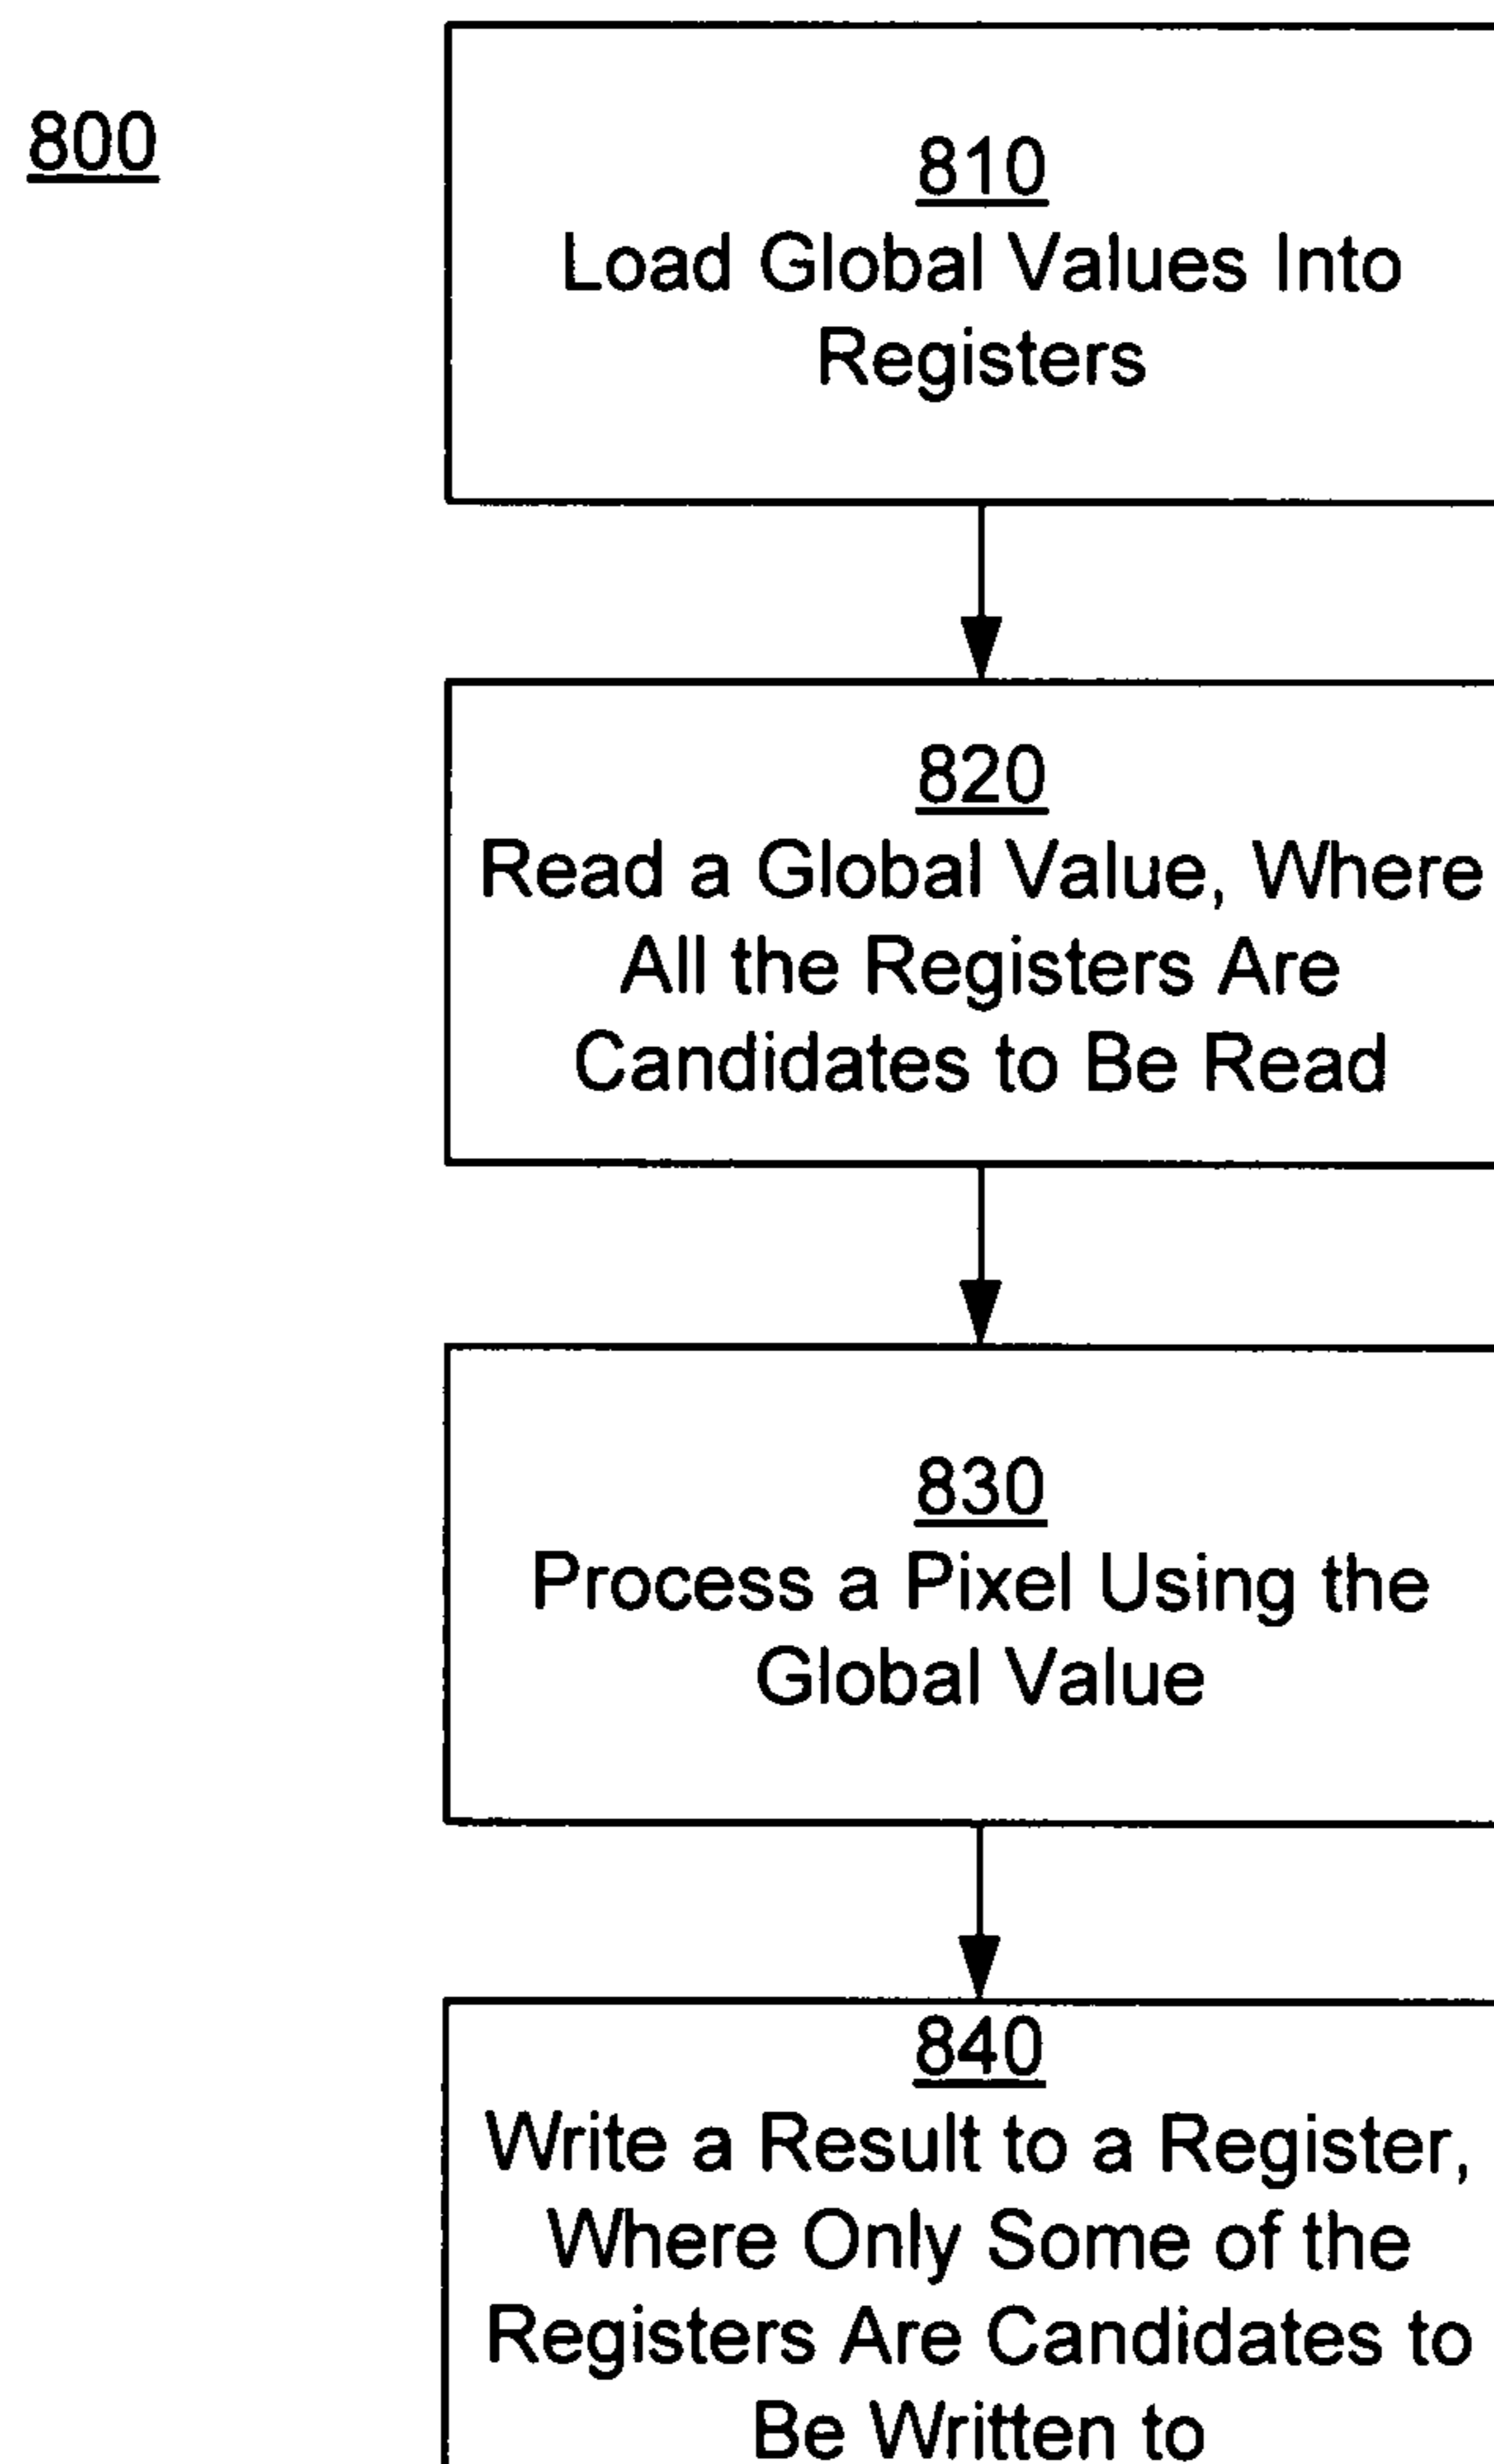 800
810
Load Global Values Into
Registers
820
Read a Global Value, Where
All the Registers Are
Candidates to Be Read
830
Process a Pixel Using the
Global Value
840
Write a Result to a Register,
Where Only Some of the
Registers Are Candidates to
Be Written to